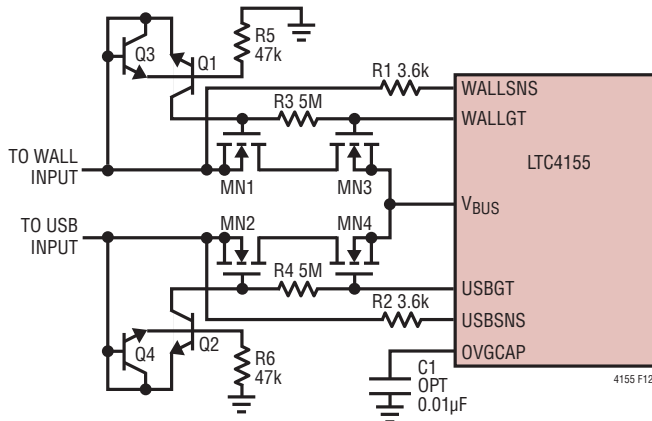 R5
47k
Q3
Q1
R1 3.6k
WALLSNS
R3 5M
WALLGT
LTC4155
TO WALL
INPUT
MN1
MN3
VBUS
TO USB
INPUT
MN2
MN4
R4 5M
USBGT
R2 3.6k
USBSNS
Q4
Q2
R6
47k
OVGCAP
C1
OPT
0.01µF
4155 F12